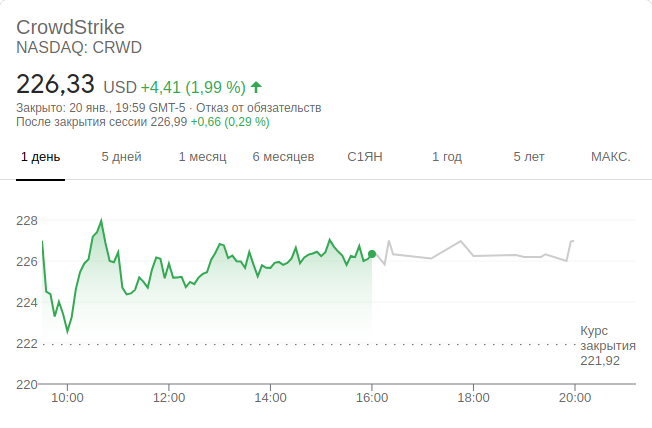 CrowdStrike
NASDAQ: CRWD
226,33 USD +4,41 (1,99 %)
Закрыто: 20 янв., 19:59 GMT-5 · Отказ от обязательств
После закрытия сессии 226,99 +0,66 (0,29 %)
1 день 5 дней 1 месяц 6 месяцев С1ЯН 1 год 5 лет МАКС.
228
226
224
222
220
Курс
закрытия
221,92
10:00 12:00 14:00 16:00 18:00 20:00